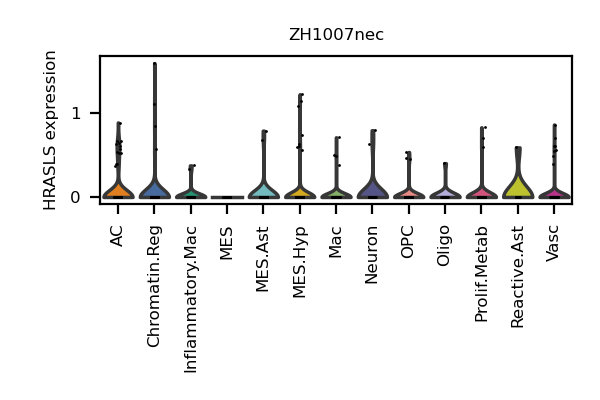 ZH1007nec
HRASLS expression
1
0
AC
Chromatin.Reg
Inflammatory.Mac
MES
MES.Ast
MES.Hyp
Mac
Neuron
OPC
Oligo
Prolif.Metab
Reactive.Ast
Vasc